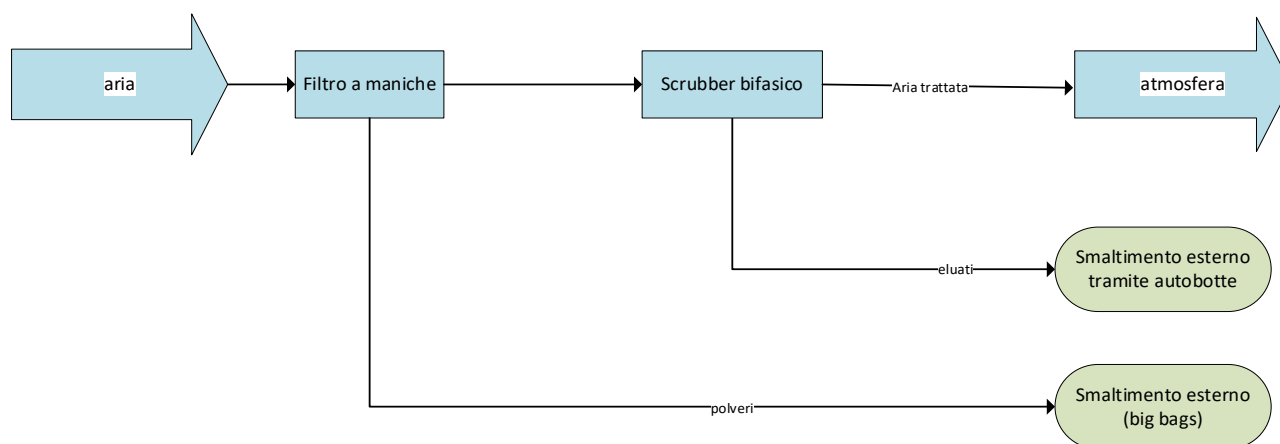 aria
Filtro a maniche
Scrubber bifasico
Aria trattata
atmosfera
eluati
Smaltimento esterno
tramite autobotte
polveri
Smaltimento esterno
(big bags)